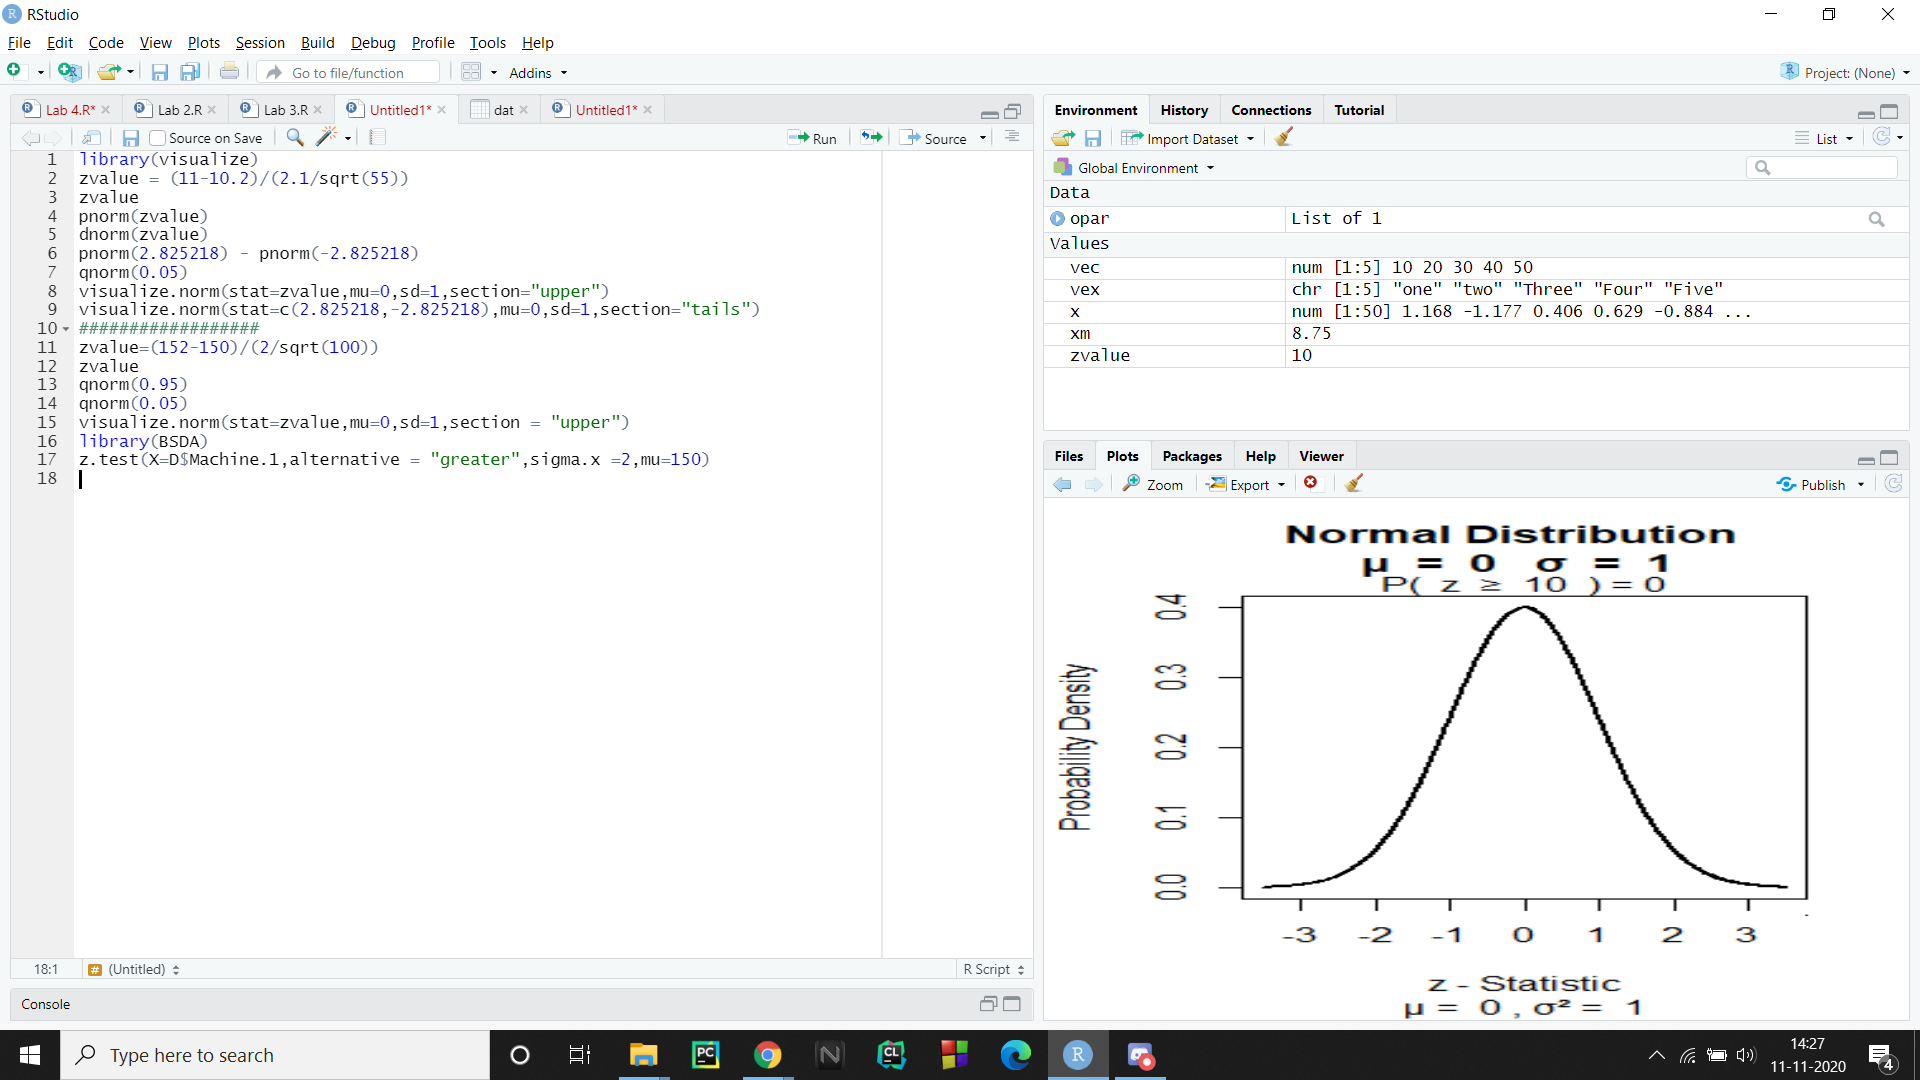 RStudio
File Edit Code View Plots Session Build Debug Profile Tools Help
Go to file/function Addins Project: (None)
Lab 4.R* Lab 2.R Lab 3.R Untitled1* dat Untitled1*
Source on Save Run Source
1 library(visualize)
2 zvalue = (11-10.2)/(2.1/sqrt(55))
3 zvalue
4 pnorm(zvalue)
5 dnorm(zvalue)
6 pnorm(2.825218) - pnorm(-2.825218)
7 qnorm(0.05)
8 visualize.norm(stat=zvalue,mu=0,sd=1,section="upper")
9 visualize.norm(stat=c(2.825218,-2.825218),mu=0,sd=1,section="tails")
10 ##################
11 zvalue=(152-150)/(2/sqrt(100))
12 zvalue
13 qnorm(0.95)
14 qnorm(0.05)
15 visualize.norm(stat=zvalue,mu=0,sd=1,section = "upper")
16 library(BSDA)
17 z.test(X=D$Machine.1,alternative = "greater",sigma.x =2,mu=150)
18
18:1 # (Untitled) R Script
Console
Environment History Connections Tutorial
Import Dataset List
Global Environment
Data
opar List of 1
Values
vec num [1:5] 10 20 30 40 50
vex chr [1:5] "one" "two" "Three" "Four" "Five"
x num [1:50] 1.168 -1.177 0.406 0.629 -0.884 ...
xm 8.75
zvalue 10
Files Plots Packages Help Viewer
Zoom Export Publish
Normal Distribution
μ = 0 σ = 1
P( z ≥ 10 ) = 0
Probability Density
0.4
0.3
0.2
0.1
0.0
-3 -2 -1 0 1 2 3
z - Statistic
μ = 0 , σ² = 1
Type here to search
PC
N
CL
R
14:27
11-11-2020
4